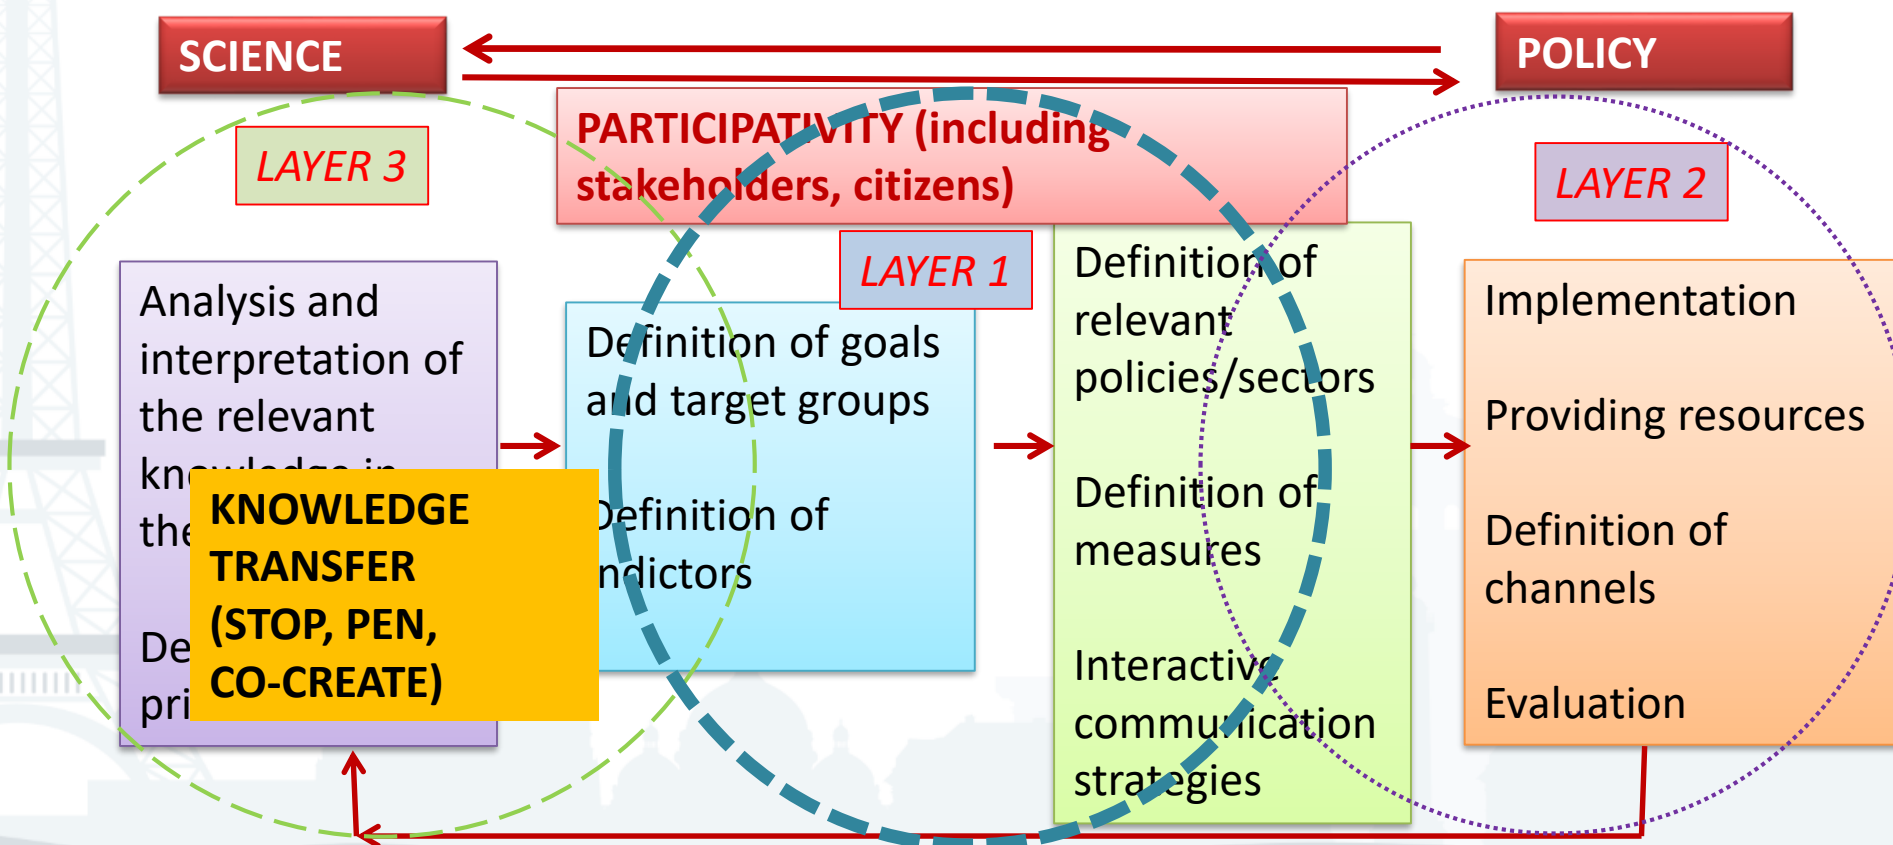 SCIENCE
POLICY
PARTICIPATIVITY (including
stakeholders, citizens)
LAYER 3
LAYER 1
LAYER 2
Analysis and
interpretation of
the relevant
KNOWLEDGE
TRANSFER
(STOP, PEN,
CO-CREATE)
Definition of goals
and target groups
Definition of
indictors
Definition of
relevant
policies/sectors
Definition of
measures
Interactive
communication
strategies
Implementation
Providing resources
Definition of
channels
Evaluation